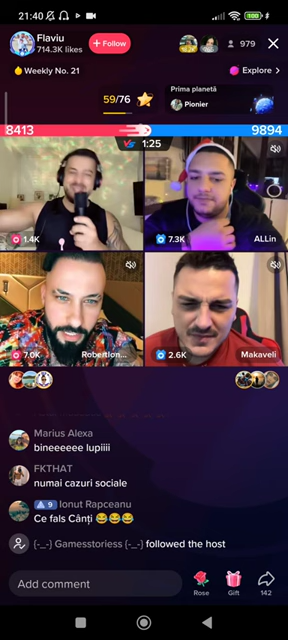 21:40
Flaviu
714.3K likes
+ Follow
979
Weekly No. 21
Explore >
59/76
Prima planetă
Pionier
8413
9894
VS 1:25
1.4K
7.3K
ALLin
7.0K
RobertIon...
2.6K
Makaveli
Marius Alexa
bineeeeee lupiiii
FKTHAT
numai cazuri sociale
9 Ionut Rapceanu
Ce fals Cânți 😂😂😂
(-_-) Gamesstoriess (-_-) followed the host
Add comment
Rose
Gift
142